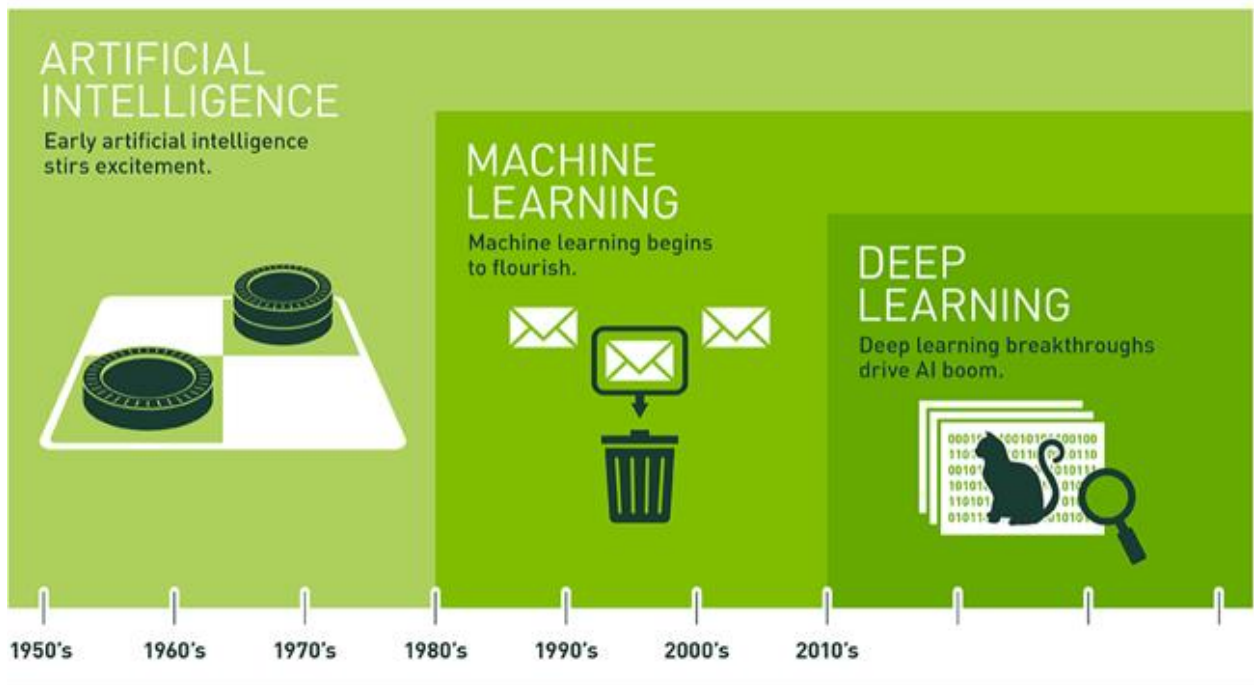 ARTIFICIAL
INTELLIGENCE
Early artificial intelligence
stirs excitement.
MACHINE
LEARNING
Machine learning begins
to flourish.
DEEP
LEARNING
Deep learning breakthroughs
drive AI boom.
1950's 1960's 1970's 1980's 1990's 2000's 2010's